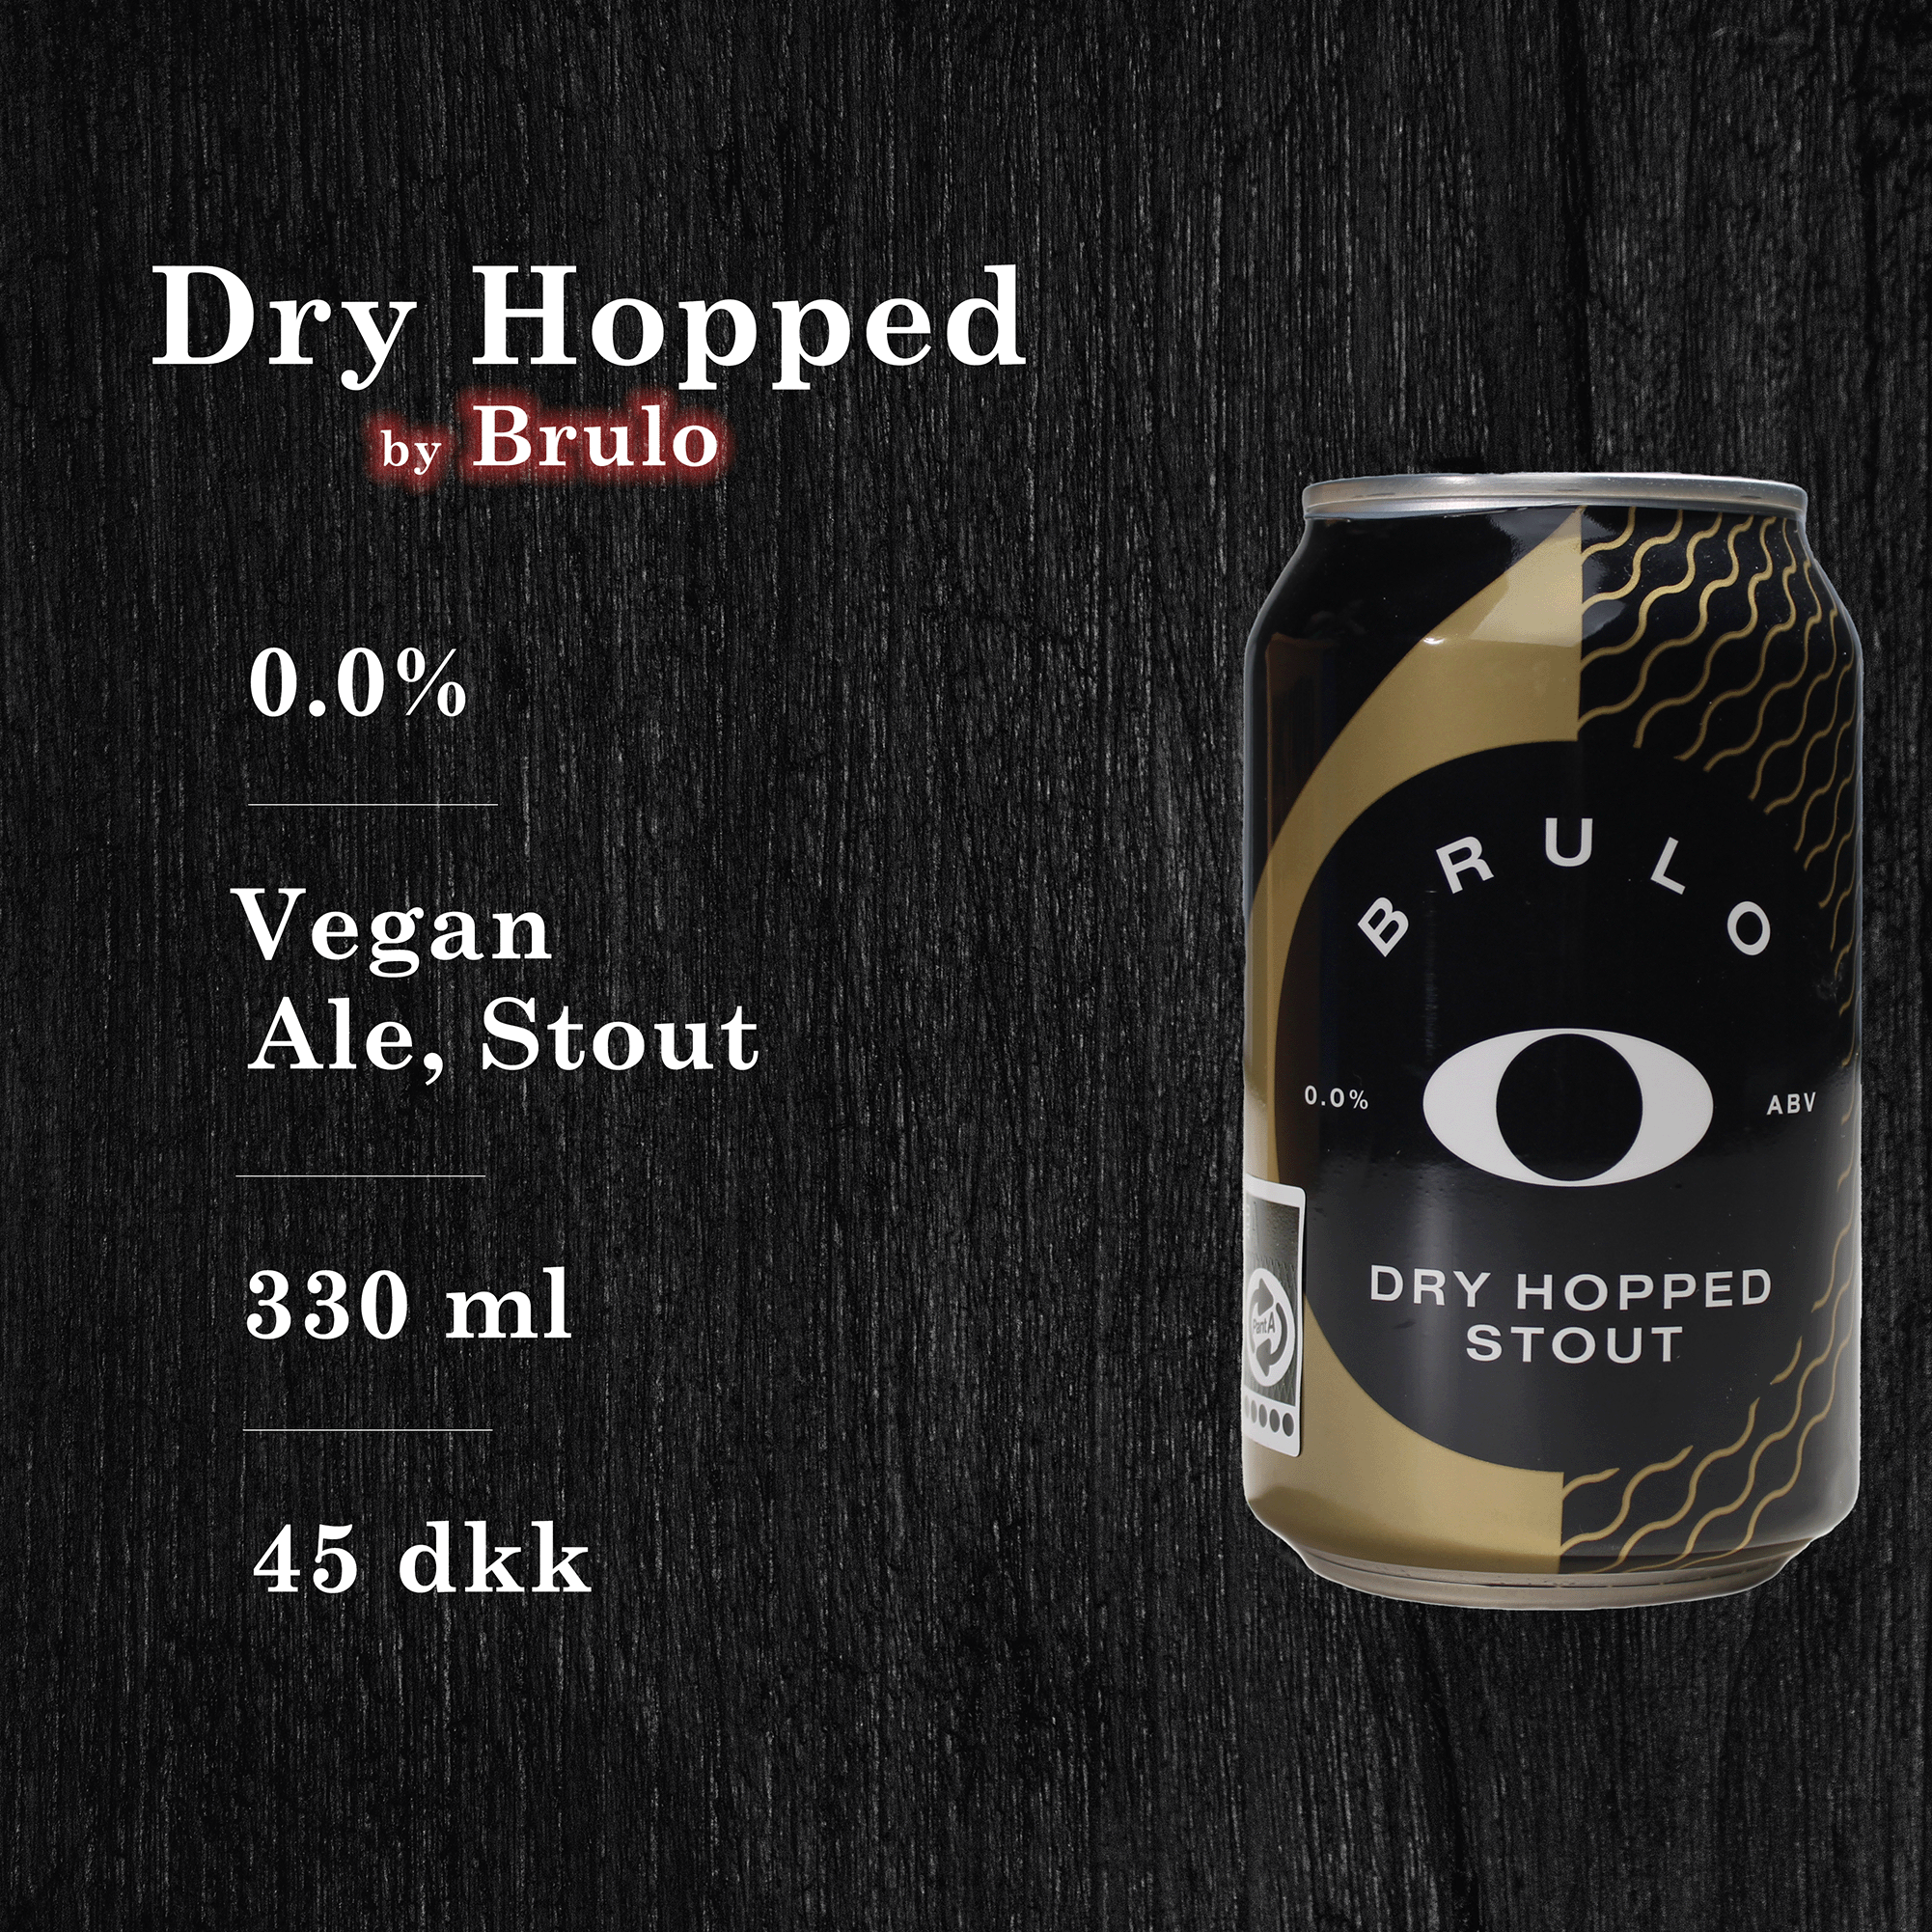 Dry Hopped
by Brulo
0.0%
Vegan
Ale, Stout
330 ml
45 dkk
BRULO
0.0% ABV
DRY HOPPED
STOUT
Pant A